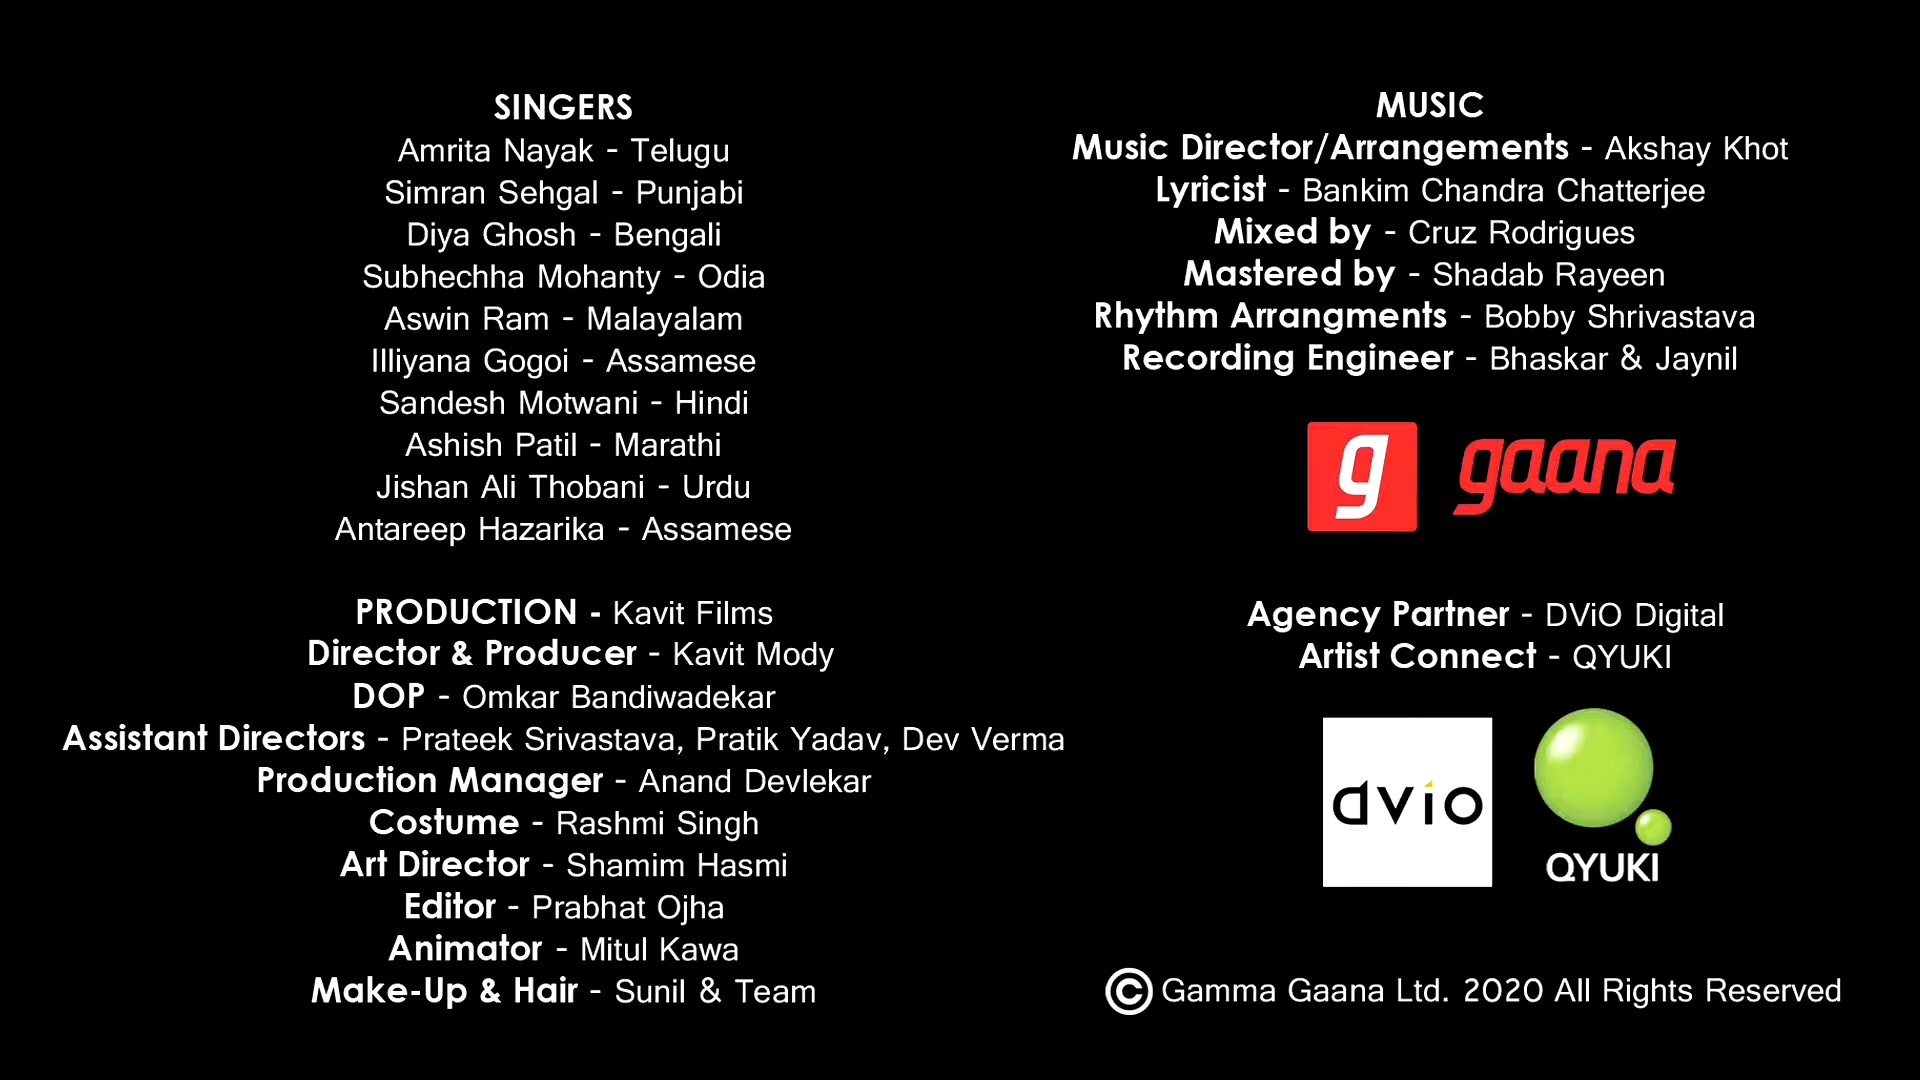 SINGERS
Amrita Nayak - Telugu
Simran Sehgal - Punjabi
Diya Ghosh - Bengali
Subhechha Mohanty - Odia
Aswin Ram - Malayalam
Illiyana Gogoi - Assamese
Sandesh Motwani - Hindi
Ashish Patil - Marathi
Jishan Ali Thobani - Urdu
Antareep Hazarika - Assamese
PRODUCTION - Kavit Films
Director & Producer - Kavit Mody
DOP - Omkar Bandiwadekar
Assistant Directors - Prateek Srivastava, Pratik Yadav, Dev Verma
Production Manager - Anand Devlekar
Costume - Rashmi Singh
Art Director - Shamim Hasmi
Editor - Prabhat Ojha
Animator - Mitul Kawa
Make-Up & Hair - Sunil & Team
MUSIC
Music Director/Arrangements - Akshay Khot
Lyricist - Bankim Chandra Chatterjee
Mixed by - Cruz Rodrigues
Mastered by - Shadab Rayeen
Rhythm Arrangments - Bobby Shrivastava
Recording Engineer - Bhaskar & Jaynil
g gaana
Agency Partner - DViO Digital
Artist Connect - QYUKI
dvio
QYUKI
© Gamma Gaana Ltd. 2020 All Rights Reserved